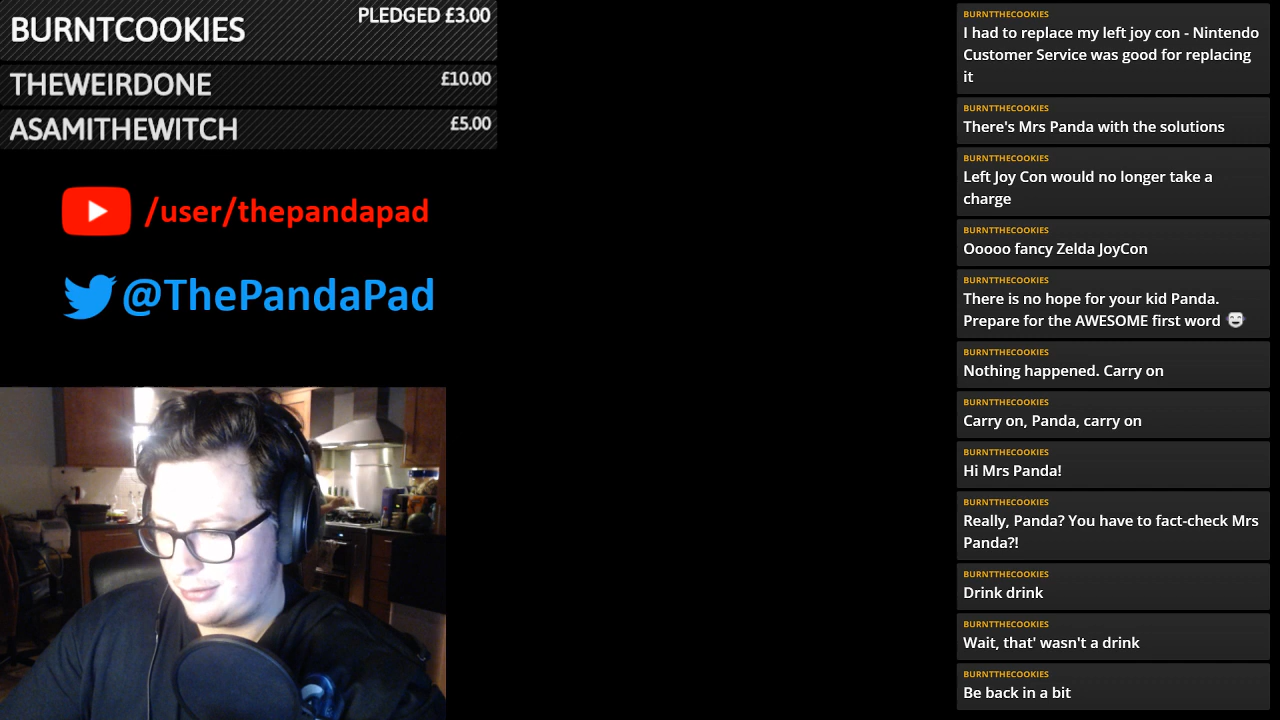 BURNTCOOKIES
PLEDGED £3.00
THEWEIRDONE
£10.00
ASAMITHEWITCH
£5.00
/user/thepandapad
@ThePandaPad
BURNTTHECOOKIES
I had to replace my left joy con - Nintendo
Customer Service was good for replacing
it
BURNTTHECOOKIES
There's Mrs Panda with the solutions
BURNTTHECOOKIES
Left Joy Con would no longer take a
charge
BURNTTHECOOKIES
Ooooo fancy Zelda JoyCon
BURNTTHECOOKIES
There is no hope for your kid Panda.
Prepare for the AWESOME first word
BURNTTHECOOKIES
Nothing happened. Carry on
BURNTTHECOOKIES
Carry on, Panda, carry on
BURNTTHECOOKIES
Hi Mrs Panda!
BURNTTHECOOKIES
Really, Panda? You have to fact-check Mrs
Panda?!
BURNTTHECOOKIES
Drink drink
BURNTTHECOOKIES
Wait, that' wasn't a drink
BURNTTHECOOKIES
Be back in a bit